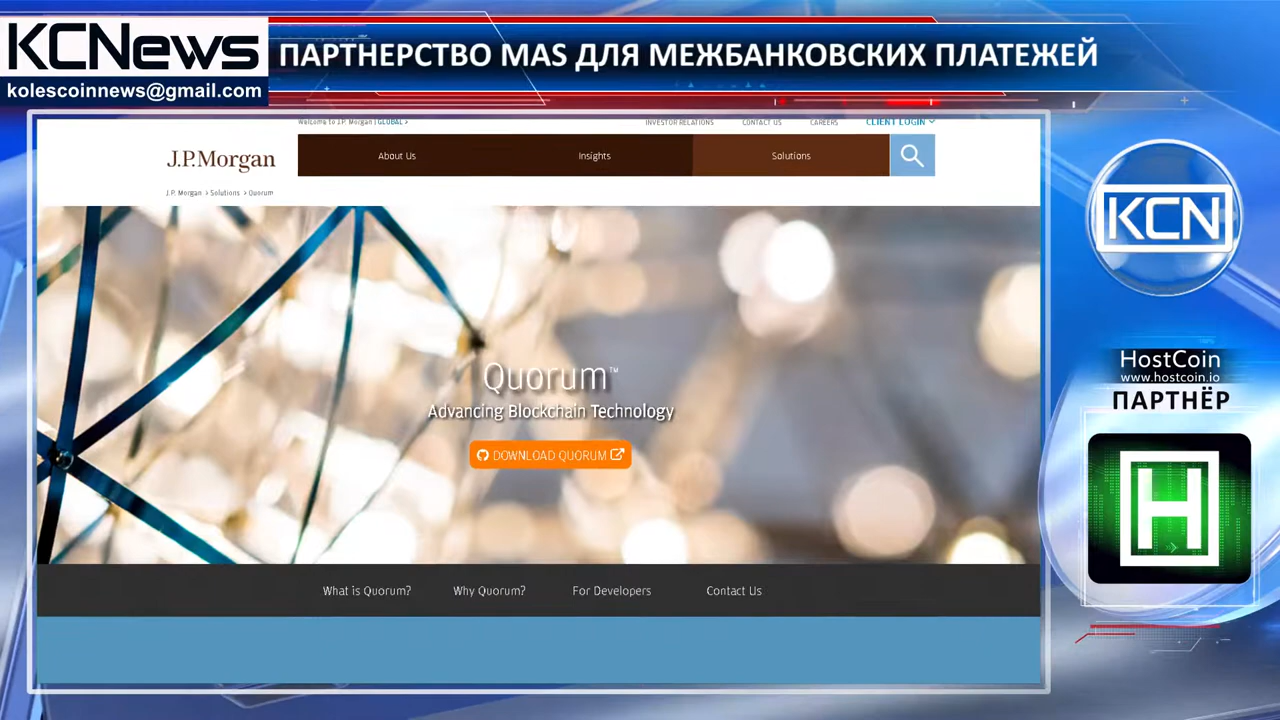 KCNews
kolescoinnews@gmail.com
ПАРТНЕРСТВО MAS ДЛЯ МЕЖБАНКОВСКИХ ПЛАТЕЖЕЙ
Welcome to J.P. Morgan | GLOBAL >
INVESTOR RELATIONS CONTACT US CAREERS CLIENT LOGIN
J.P.Morgan
About Us Insights Solutions
J.P. Morgan > Solutions > Quorum
Quorum™
Advancing Blockchain Technology
DOWNLOAD QUORUM
What is Quorum? Why Quorum? For Developers Contact Us
KCN
HostCoin
www.hostcoin.io
ПАРТНЁР
H